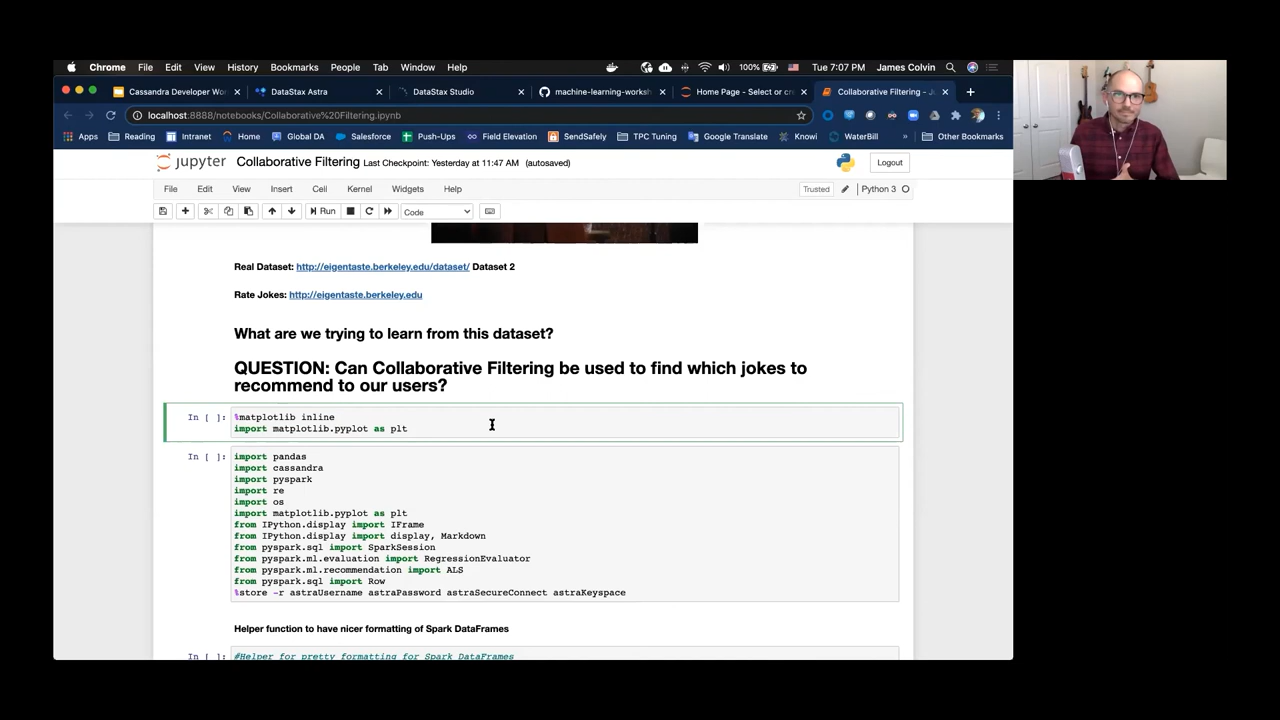 Chrome File Edit View History Bookmarks People Tab Window Help 100% Tue 7:07 PM James Colvin
Cassandra Developer Wo DataStax Astra DataStax Studio machine-learning-worksh Home Page - Select or cre Collaborative Filtering - J
localhost:8888/notebooks/Collaborative%20Filtering.ipynb
Apps Reading Intranet Home Global DA Salesforce Push-Ups Field Elevation SendSafely TPC Tuning Google Translate Knowi WaterBill » Other Bookmarks
jupyter Collaborative Filtering Last Checkpoint: Yesterday at 11:47 AM (autosaved) Logout
File Edit View Insert Cell Kernel Widgets Help Trusted Python 3
Run Code
Real Dataset: http://eigentaste.berkeley.edu/dataset/ Dataset 2
Rate Jokes: http://eigentaste.berkeley.edu
What are we trying to learn from this dataset?
QUESTION: Can Collaborative Filtering be used to find which jokes to
recommend to our users?
In [ ]: %matplotlib inline
import matplotlib.pyplot as plt
In [ ]: import pandas
import cassandra
import pyspark
import re
import os
import matplotlib.pyplot as plt
from IPython.display import IFrame
from IPython.display import display, Markdown
from pyspark.sql import SparkSession
from pyspark.ml.evaluation import RegressionEvaluator
from pyspark.ml.recommendation import ALS
from pyspark.sql import Row
%store -r astraUsername astraPassword astraSecureConnect astraKeyspace
Helper function to have nicer formatting of Spark DataFrames
In [ ]: #Helper for pretty formatting for Spark DataFrames